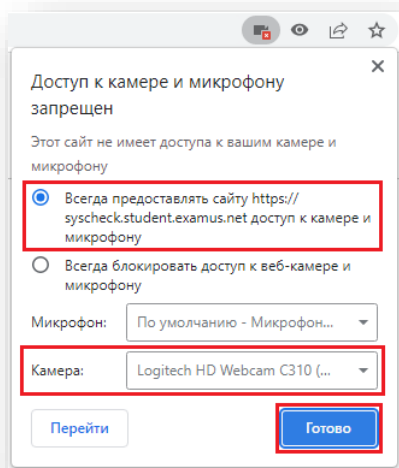 Доступ к камере и микрофону
запрещен
Этот сайт не имеет доступа к вашим камере и
микрофону
Всегда предоставлять сайту https://
syscheck.student.examus.net доступ к камере и
микрофону
Всегда блокировать доступ к веб-камере и
микрофону
Микрофон: По умолчанию - Микрофон...
Камера: Logitech HD Webcam C310 (...
Перейти Готово